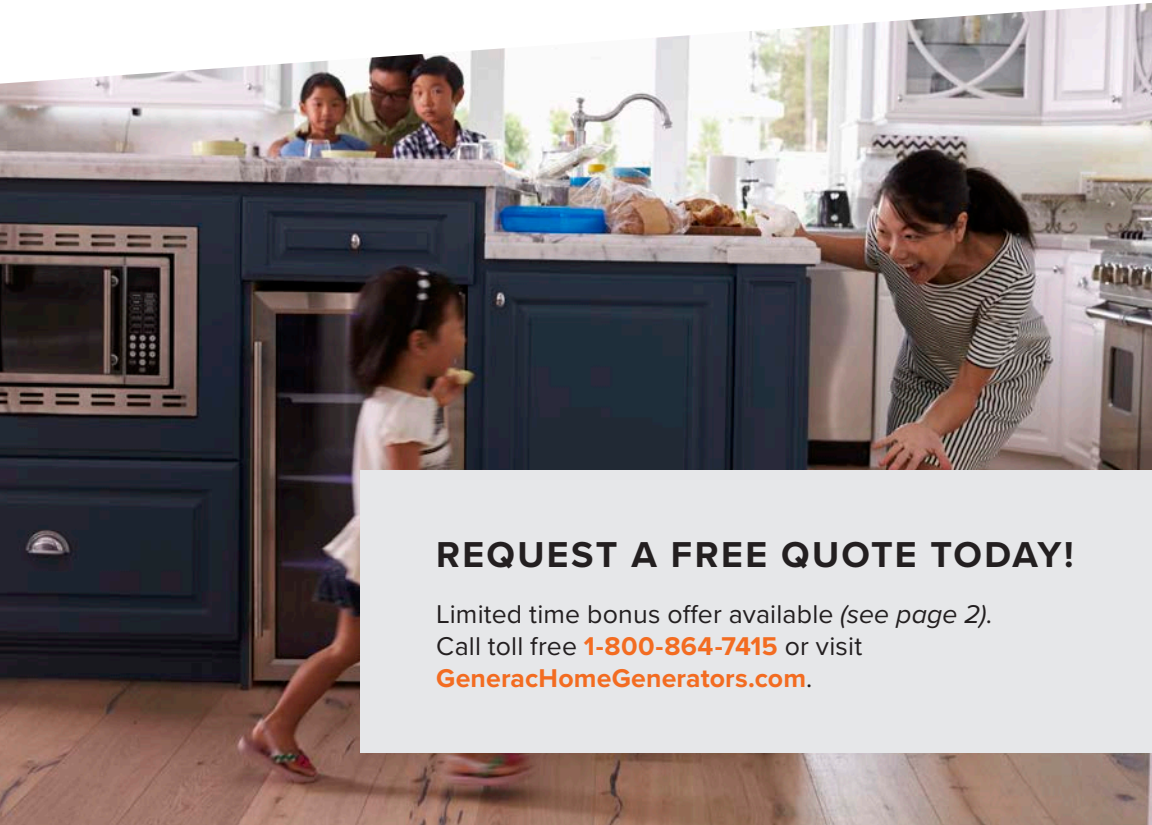 REQUEST A FREE QUOTE TODAY!
Limited time bonus offer available (see page 2).
Call toll free 1-800-864-7415 or visit
GeneracHomeGenerators.com.